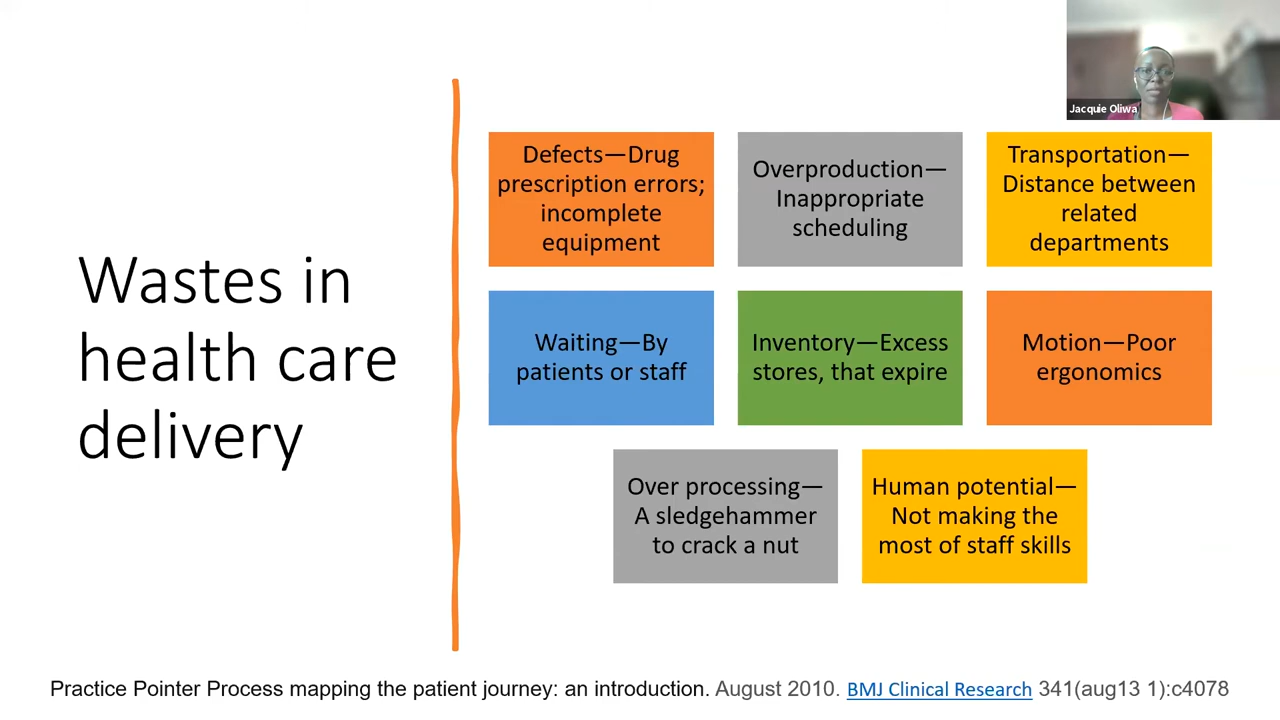 Jacquie Oliwa
Wastes in
health care
delivery
Defects—Drug
prescription errors;
incomplete
equipment
Overproduction—
Inappropriate
scheduling
Transportation—
Distance between
related
departments
Waiting—By
patients or staff
Inventory—Excess
stores, that expire
Motion—Poor
ergonomics
Over processing—
A sledgehammer
to crack a nut
Human potential—
Not making the
most of staff skills
Practice Pointer Process mapping the patient journey: an introduction. August 2010. BMJ Clinical Research 341(aug13 1):c4078